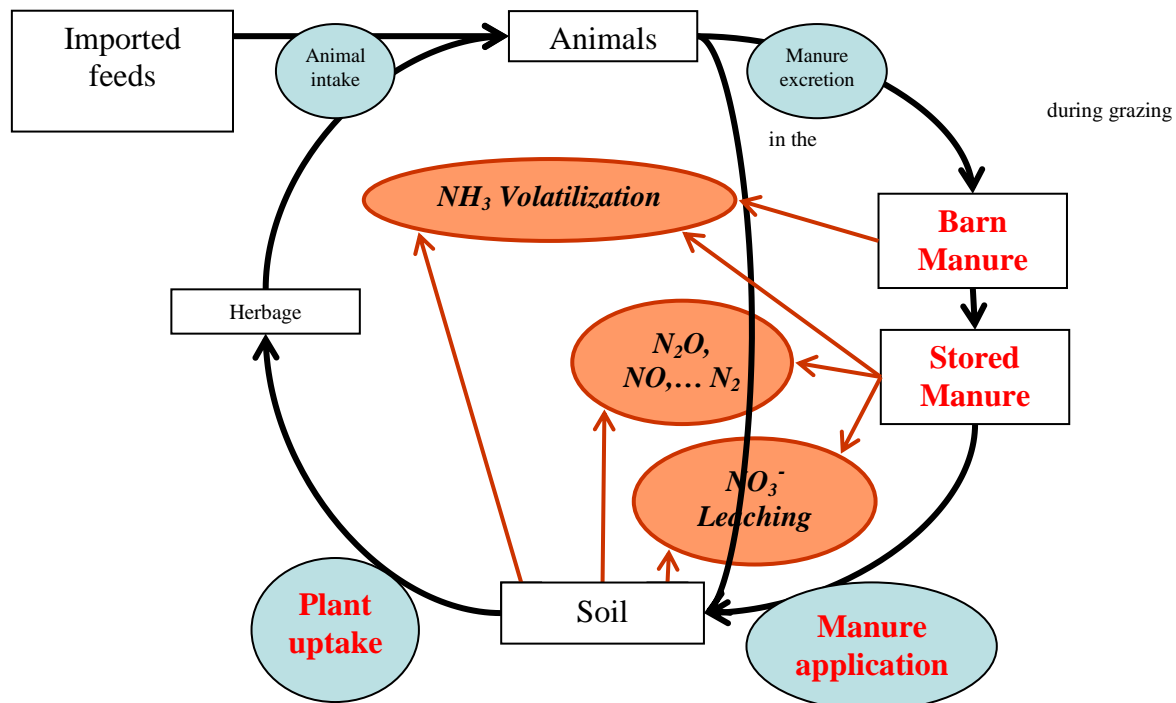 Imported
feeds
Animal
intake
Animals
Manure
excretion
during grazing
in the
NH₃ Volatilization
Barn
Manure
Herbage
N₂O,
NO,… N₂
Stored
Manure
NO₃⁻
Leaching
Plant
uptake
Soil
Manure
application